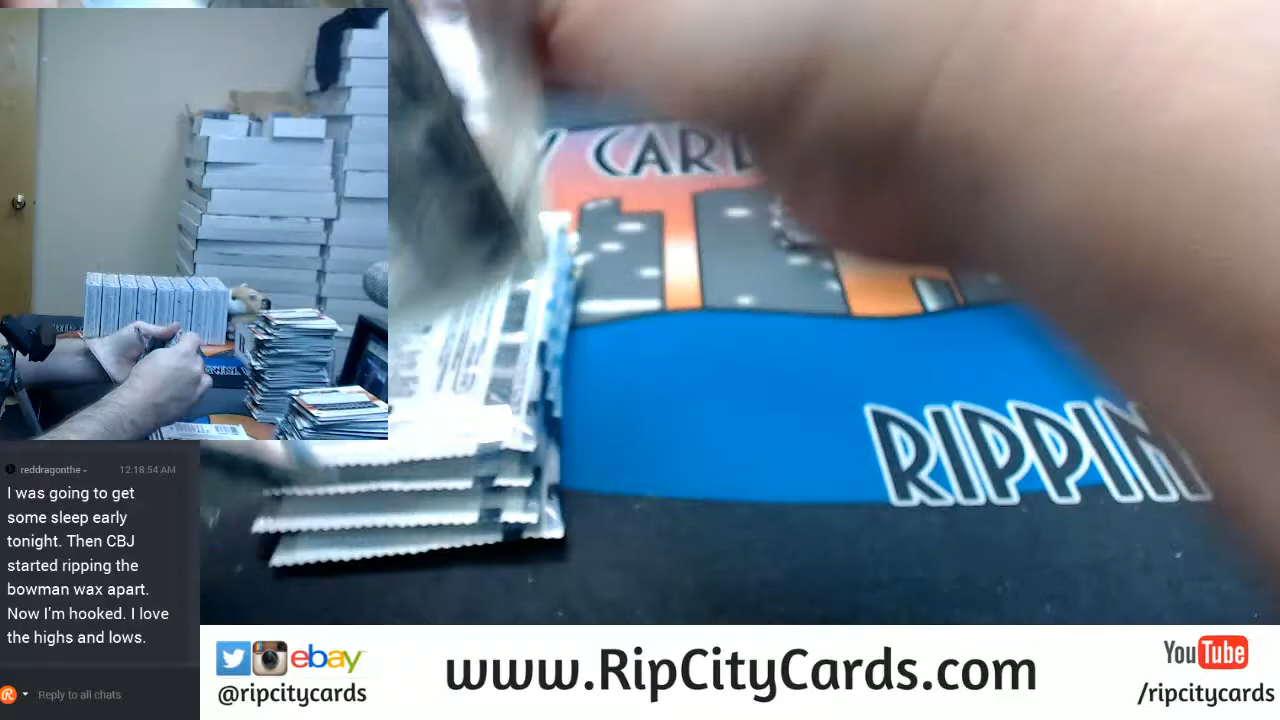 CARD
RIPPIN
reddragonthe - 12:18:54 AM
I was going to get
some sleep early
tonight. Then CBJ
started ripping the
bowman wax apart.
Now I'm hooked. I love
the highs and lows.
Reply to all chats
ebay
@ripcitycards
www.RipCityCards.com
YouTube
/ripcitycards